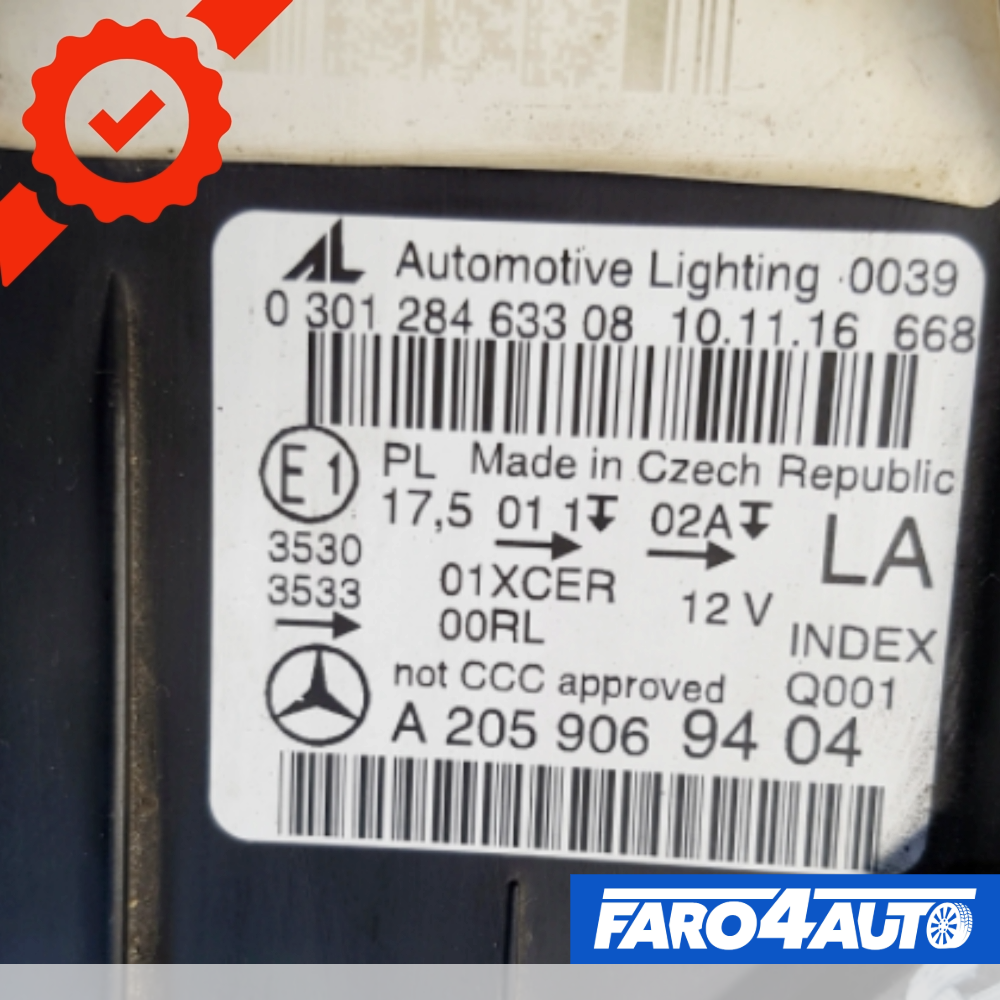 AL Automotive Lighting 0039
0 301 284 633 08 10.11.16 668
E1 PL Made in Czech Republic
17,5 01 1 02A LA
3530
3533 01XCER 12 V
00RL INDEX
not CCC approved Q001
A 205 906 94 04
FARO4AUTO